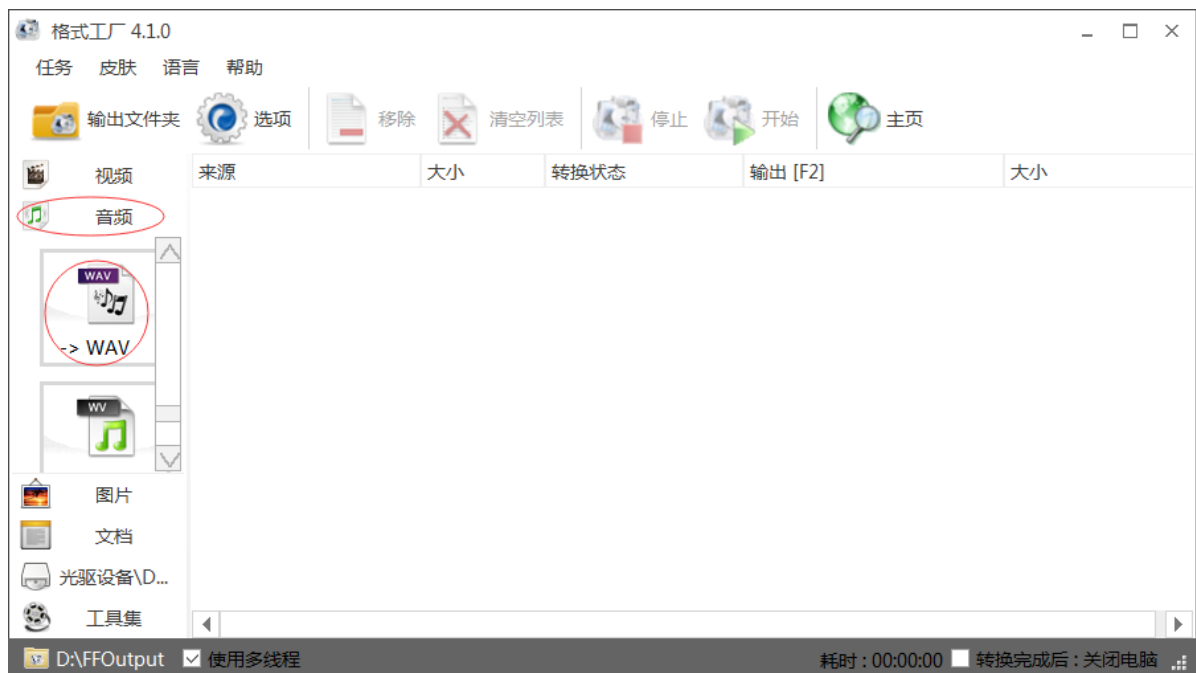 格式工厂 4.1.0
任务 皮肤 语言 帮助
输出文件夹 选项 移除 清空列表 停止 开始 主页
视频
来源 大小 转换状态 输出 [F2] 大小
音频
WAV
-> WAV
WV
图片
文档
光驱设备\D...
工具集
D:\FFOutput 使用多线程 耗时 : 00:00:00 转换完成后 : 关闭电脑